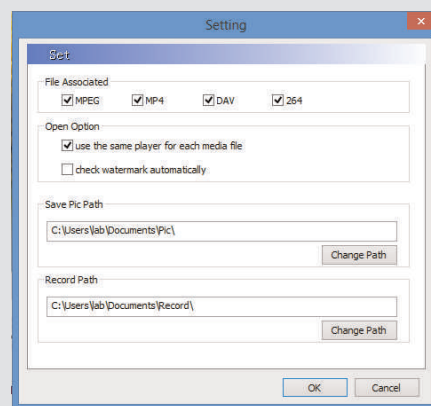 Setting
x
Set
File Associated
MPEG MP4 DAV 264
Open Option
use the same player for each media file
check watermark automatically
Save Pic Path
C:\Users\lab\Documents\Pic\
Change Path
Record Path
C:\Users\lab\Documents\Record\
Change Path
OK Cancel